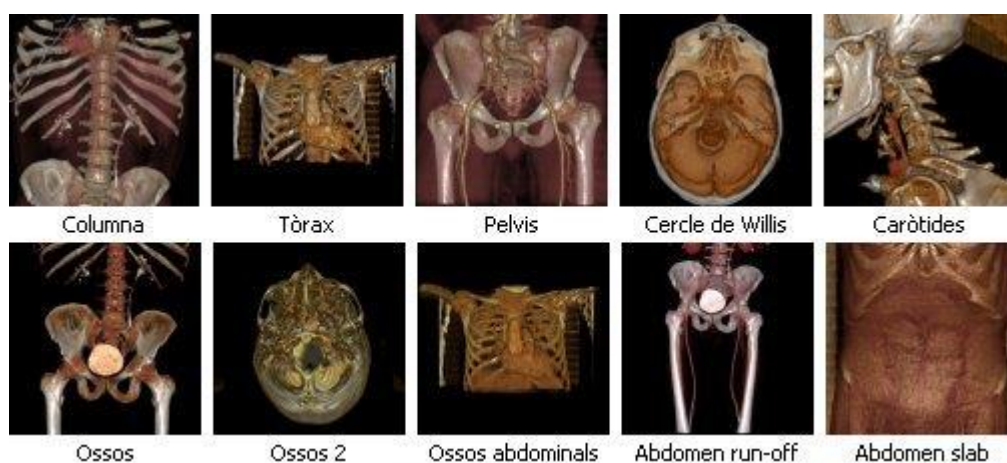 Columna
Tòrax
Pelvis
Cercle de Willis
Caròtides
Ossos
Ossos 2
Ossos abdominals
Abdomen run-off
Abdomen slab